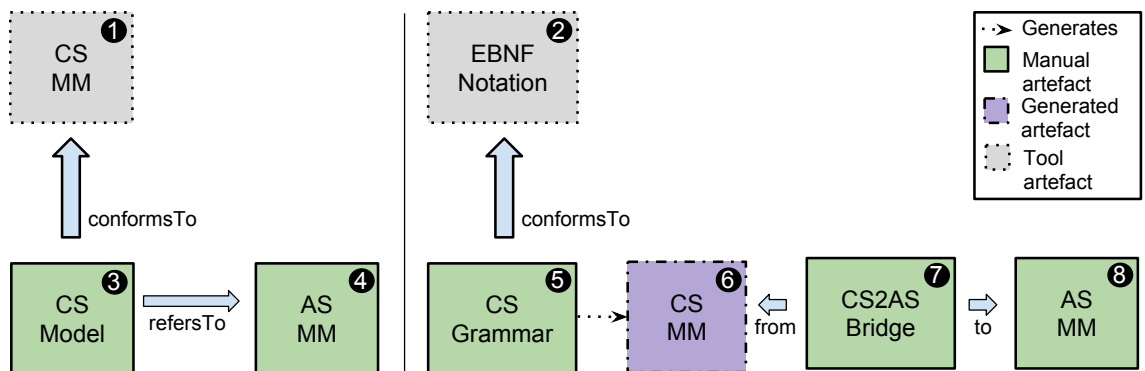 1
CS
MM
conformsTo
3
CS
Model
refersTo
4
AS
MM
2
EBNF
Notation
conformsTo
5
CS
Grammar
6
CS
MM
from
7
CS2AS
Bridge
to
8
AS
MM
Generates
Manual
artefact
Generated
artefact
Tool
artefact